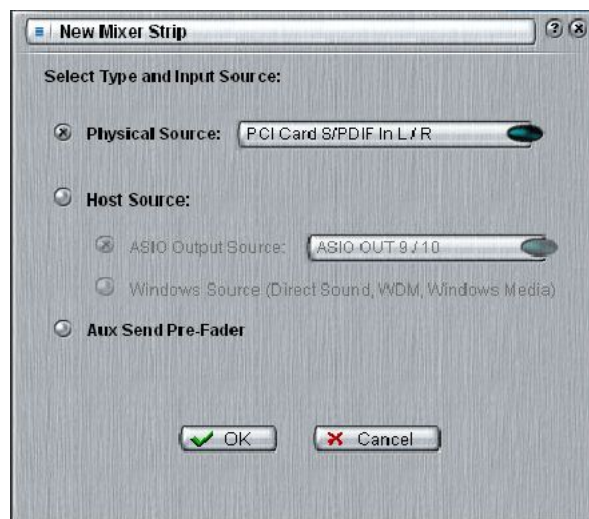 New Mixer Strip
Select Type and Input Source:
Physical Source: PCI Card S/PDIF In L / R
Host Source:
ASIO Output Source: ASIO OUT 9 / 10
Windows Source (Direct Sound, WDM, Windows Media)
Aux Send Pre-Fader
OK Cancel